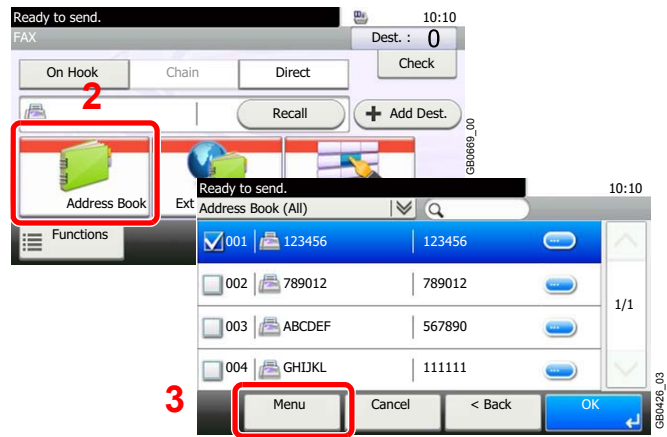 Ready to send. 10:10
FAX Dest. : 0
On Hook Chain Direct Check
2
Recall Add Dest.
Address Book Ext
GB0669_00
Functions
Ready to send. 10:10
Address Book (All)
001 123456 123456
002 789012 789012
1/1
003 ABCDEF 567890
004 GHIJKL 111111
3
Menu Cancel < Back OK
GB0426_03